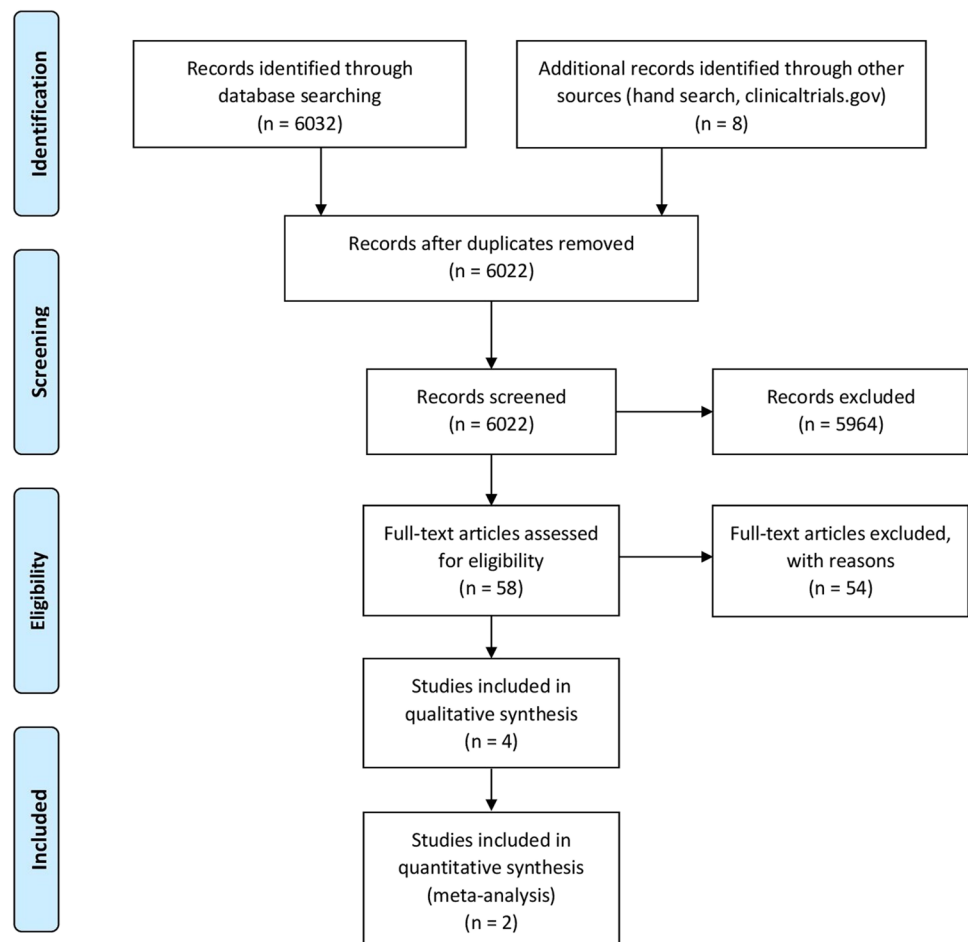 Identification
Records identified through
database searching
(n = 6032)
Additional records identified through other
sources (hand search, clinicaltrials.gov)
(n = 8)
Screening
Records after duplicates removed
(n = 6022)
Records screened
(n = 6022)
Records excluded
(n = 5964)
Eligibility
Full-text articles assessed
for eligibility
(n = 58)
Full-text articles excluded,
with reasons
(n = 54)
Studies included in
qualitative synthesis
(n = 4)
Included
Studies included in
quantitative synthesis
(meta-analysis)
(n = 2)